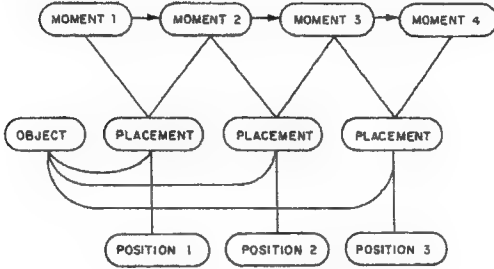 MOMENT 1 MOMENT 2 MOMENT 3 MOMENT 4
OBJECT PLACEMENT PLACEMENT PLACEMENT
POSITION 1 POSITION 2 POSITION 3